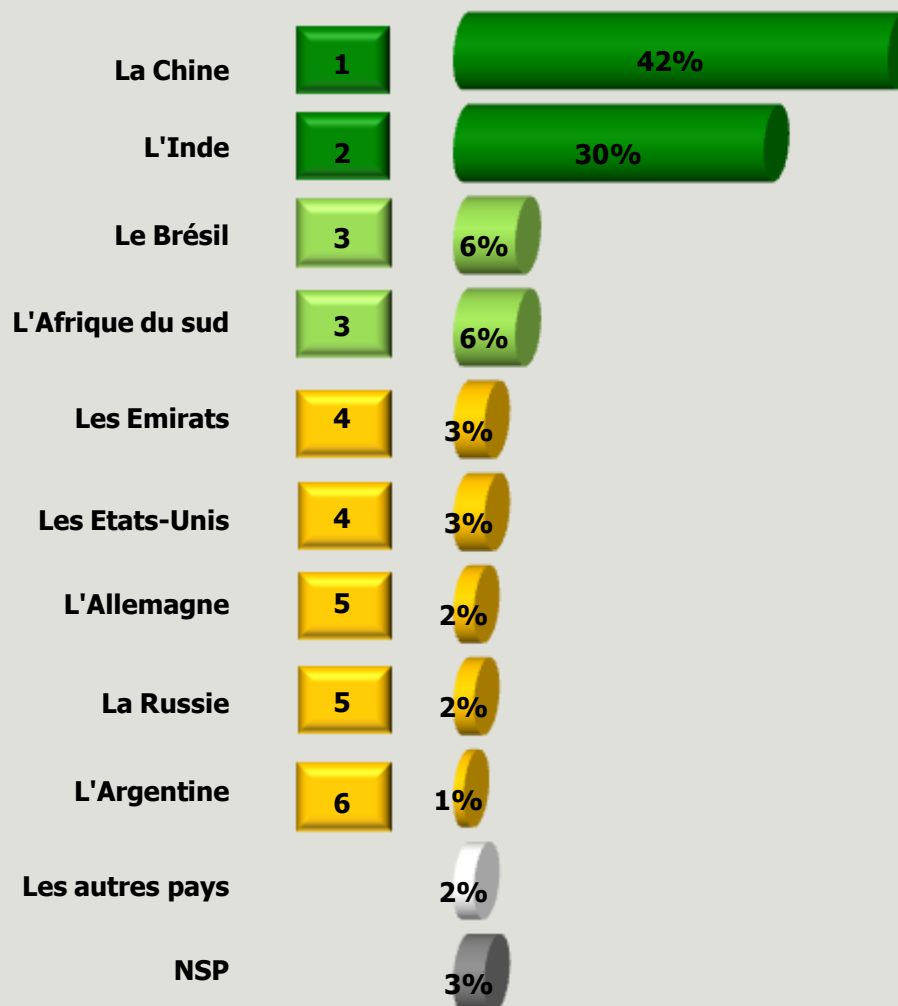 La Chine 1 42%
L'Inde 2 30%
Le Brésil 3 6%
L'Afrique du sud 3 6%
Les Emirats 4 3%
Les Etats-Unis 4 3%
L'Allemagne 5 2%
La Russie 5 2%
L'Argentine 6 1%
Les autres pays 2%
NSP 3%